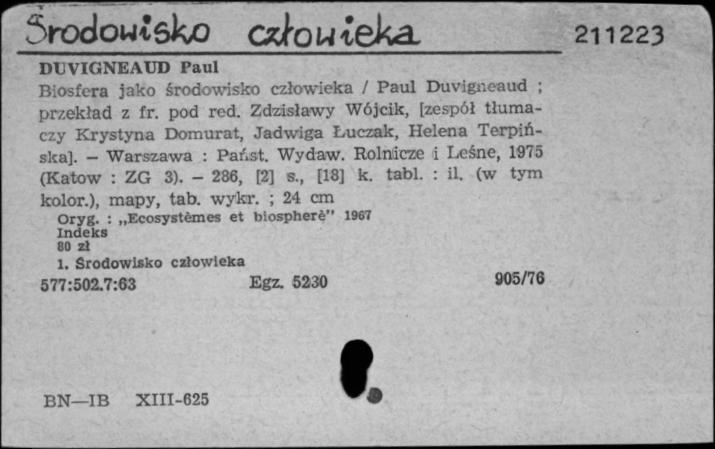 Środowisko człowieka 211223
DUVIGNEAUD Paul
Biosfera jako środowisko człowieka / Paul Duvigneaud ;
przekład z fr. pod red. Zdzisławy Wójcik, [zespół tłuma-
czy Krystyna Domurat, Jadwiga Łuczak, Helena Terpiń-
ska]. — Warszawa : Państ. Wydaw. Rolnicze i Leśne, 1975
(Katow : ZG 3). — 286, [2] s., [18] k. tabl. : il. (w tym
kolor.), mapy, tab. wykr. ; 24 cm
Oryg. : „Ecosystèmes et biospherè" 1967
Indeks
80 zł
1. Środowisko człowieka
577:502.7:63 Egz. 5230 905/76
BN—IB XIII-625